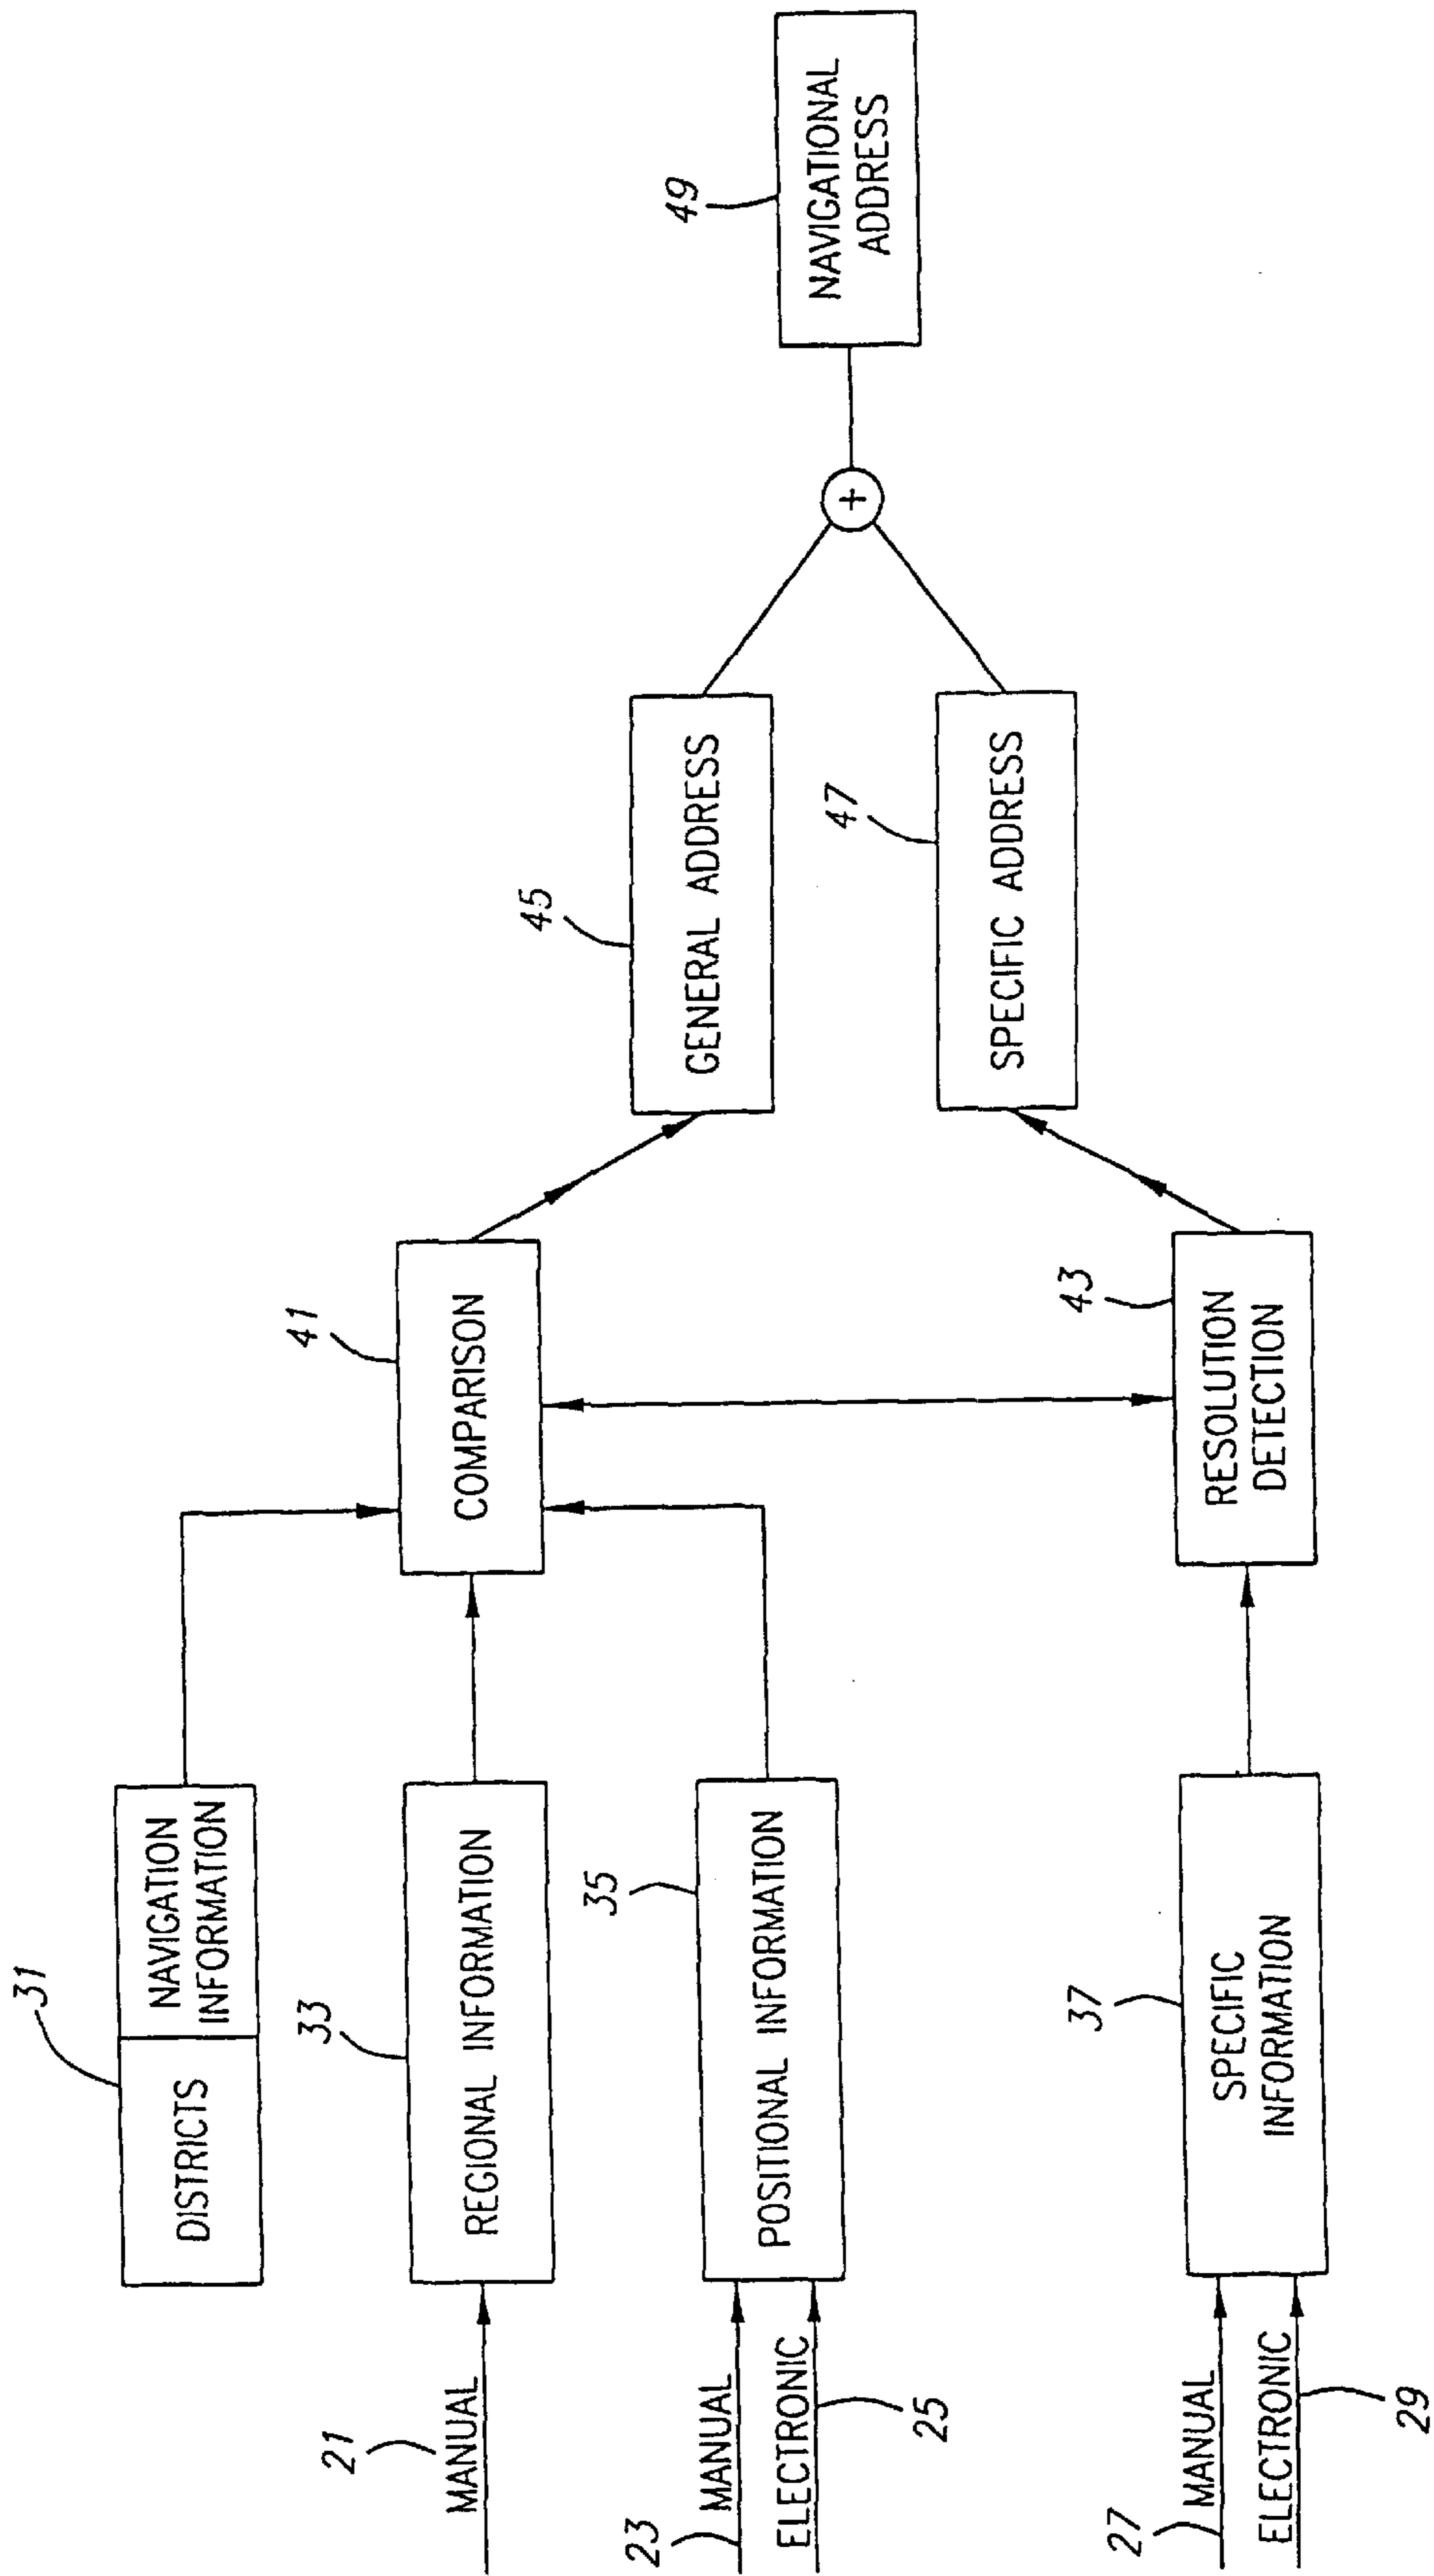 31
DISTRICTS
NAVIGATION
INFORMATION
21
MANUAL
33
REGIONAL INFORMATION
41
COMPARISON
23
MANUAL
ELECTRONIC
25
35
POSITIONAL INFORMATION
45
GENERAL ADDRESS
49
NAVIGATIONAL
ADDRESS
+
47
SPECIFIC ADDRESS
27
MANUAL
ELECTRONIC
29
37
SPECIFIC
INFORMATION
43
RESOLUTION
DETECTION